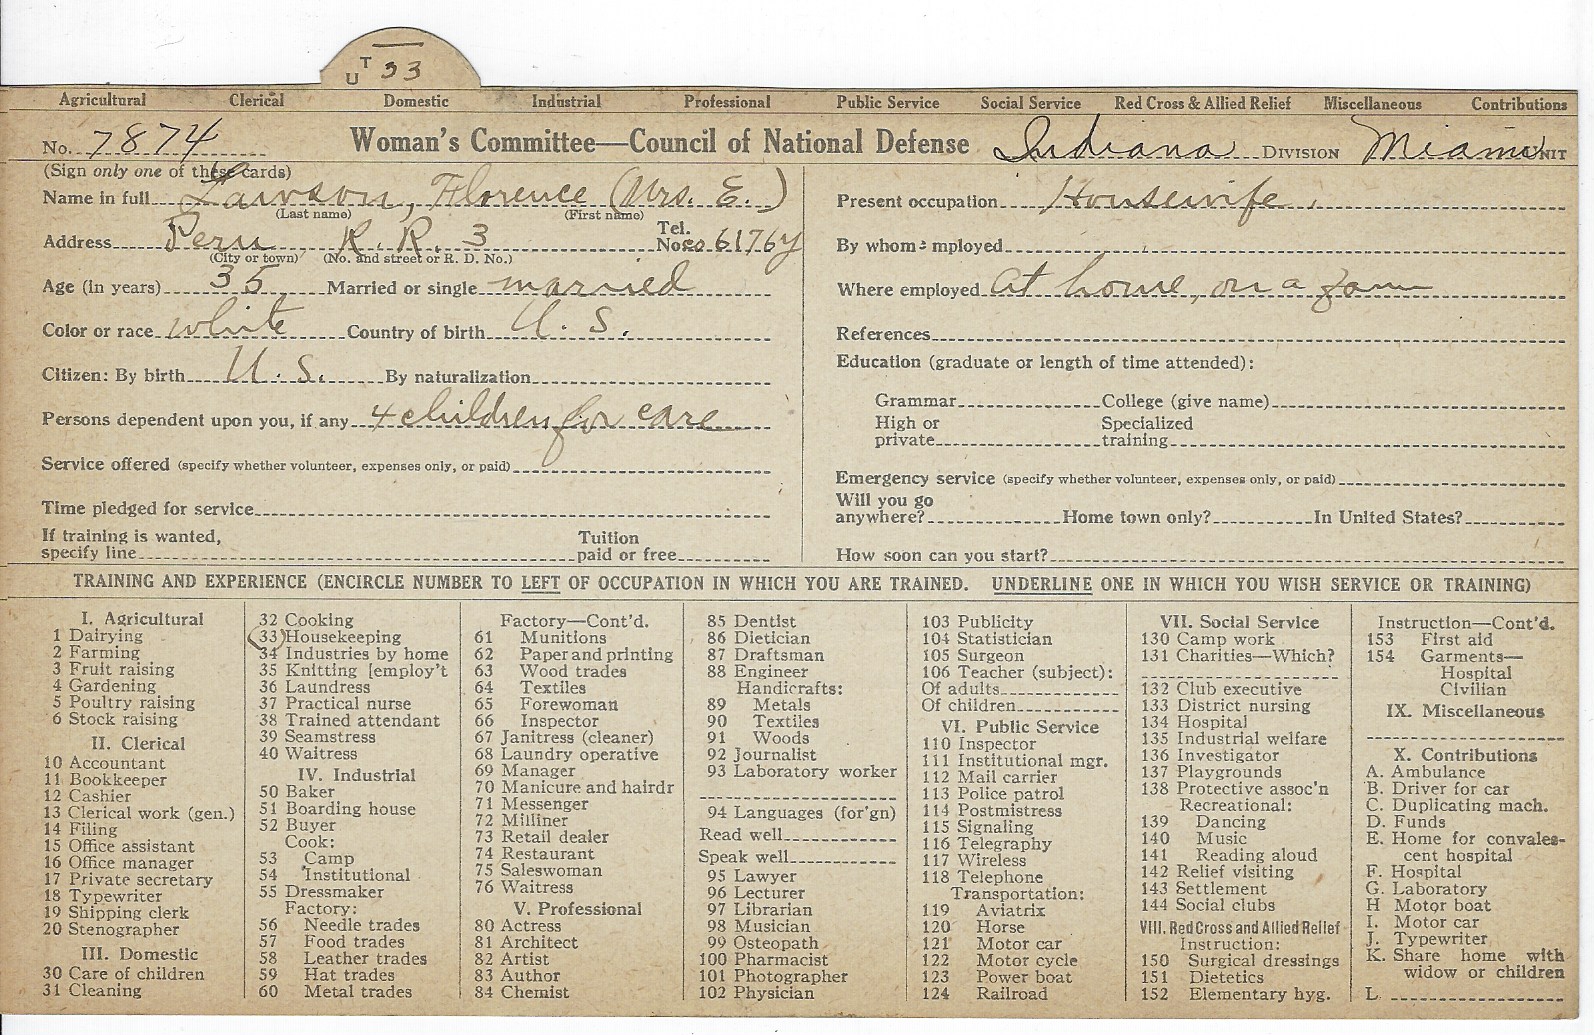 U T 33
Agricultural Clerical Domestic Industrial Professional Public Service Social Service Red Cross & Allied Relief Miscellaneous Contributions
No. 7874 Woman's Committee—Council of National Defense Indiana DIVISION Miami UNIT
(Sign only one of these cards)
Name in full Lawson, Florence (Mrs. E.)
(Last name) (First name)
Address Peru R. R. 3 Tel. No. co. 6176y
(City or town) (No. and street or R. D. No.)
Age (in years) 35 Married or single married
Color or race white Country of birth U. S.
Citizen: By birth U. S. By naturalization
Persons dependent upon you, if any 4 children for care
Service offered (specify whether volunteer, expenses only, or paid)
Time pledged for service
If training is wanted, specify line Tuition paid or free
Present occupation Housewife.
By whom employed
Where employed at home, on a farm
References
Education (graduate or length of time attended):
Grammar College (give name)
High or private Specialized training
Emergency service (specify whether volunteer, expenses only, or paid)
Will you go anywhere? Home town only? In United States?
How soon can you start?
TRAINING AND EXPERIENCE (ENCIRCLE NUMBER TO LEFT OF OCCUPATION IN WHICH YOU ARE TRAINED. UNDERLINE ONE IN WHICH YOU WISH SERVICE OR TRAINING)
I. Agricultural
1 Dairying
2 Farming
3 Fruit raising
4 Gardening
5 Poultry raising
6 Stock raising
II. Clerical
10 Accountant
11 Bookkeeper
12 Cashier
13 Clerical work (gen.)
14 Filing
15 Office assistant
16 Office manager
17 Private secretary
18 Typewriter
19 Shipping clerk
20 Stenographer
III. Domestic
30 Care of children
31 Cleaning
32 Cooking
33 Housekeeping
34 Industries by home
35 Knitting [employ't
36 Laundress
37 Practical nurse
38 Trained attendant
39 Seamstress
40 Waitress
IV. Industrial
50 Baker
51 Boarding house
52 Buyer
Cook:
53 Camp
54 Institutional
55 Dressmaker
Factory:
56 Needle trades
57 Food trades
58 Leather trades
59 Hat trades
60 Metal trades
Factory—Cont'd.
61 Munitions
62 Paper and printing
63 Wood trades
64 Textiles
65 Forewoman
66 Inspector
67 Janitress (cleaner)
68 Laundry operative
69 Manager
70 Manicure and hairdr
71 Messenger
72 Milliner
73 Retail dealer
74 Restaurant
75 Saleswoman
76 Waitress
V. Professional
80 Actress
81 Architect
82 Artist
83 Author
84 Chemist
85 Dentist
86 Dietician
87 Draftsman
88 Engineer
Handicrafts:
89 Metals
90 Textiles
91 Woods
92 Journalist
93 Laboratory worker
94 Languages (for'gn)
Read well
Speak well
95 Lawyer
96 Lecturer
97 Librarian
98 Musician
99 Osteopath
100 Pharmacist
101 Photographer
102 Physician
103 Publicity
104 Statistician
105 Surgeon
106 Teacher (subject):
Of adults
Of children
VI. Public Service
110 Inspector
111 Institutional mgr.
112 Mail carrier
113 Police patrol
114 Postmistress
115 Signaling
116 Telegraphy
117 Wireless
118 Telephone
Transportation:
119 Aviatrix
120 Horse
121 Motor car
122 Motor cycle
123 Power boat
124 Railroad
VII. Social Service
130 Camp work
131 Charities—Which?
132 Club executive
133 District nursing
134 Hospital
135 Industrial welfare
136 Investigator
137 Playgrounds
138 Protective assoc'n
Recreational:
139 Dancing
140 Music
141 Reading aloud
142 Relief visiting
143 Settlement
144 Social clubs
VIII. Red Cross and Allied Relief
Instruction:
150 Surgical dressings
151 Dietetics
152 Elementary hyg.
Instruction—Cont'd.
153 First aid
154 Garments—
Hospital
Civilian
IX. Miscellaneous
X. Contributions
A. Ambulance
B. Driver for car
C. Duplicating mach.
D. Funds
E. Home for convales-
cent hospital
F. Hospital
G. Laboratory
H Motor boat
I. Motor car
J. Typewriter
K. Share home with
widow or children
L